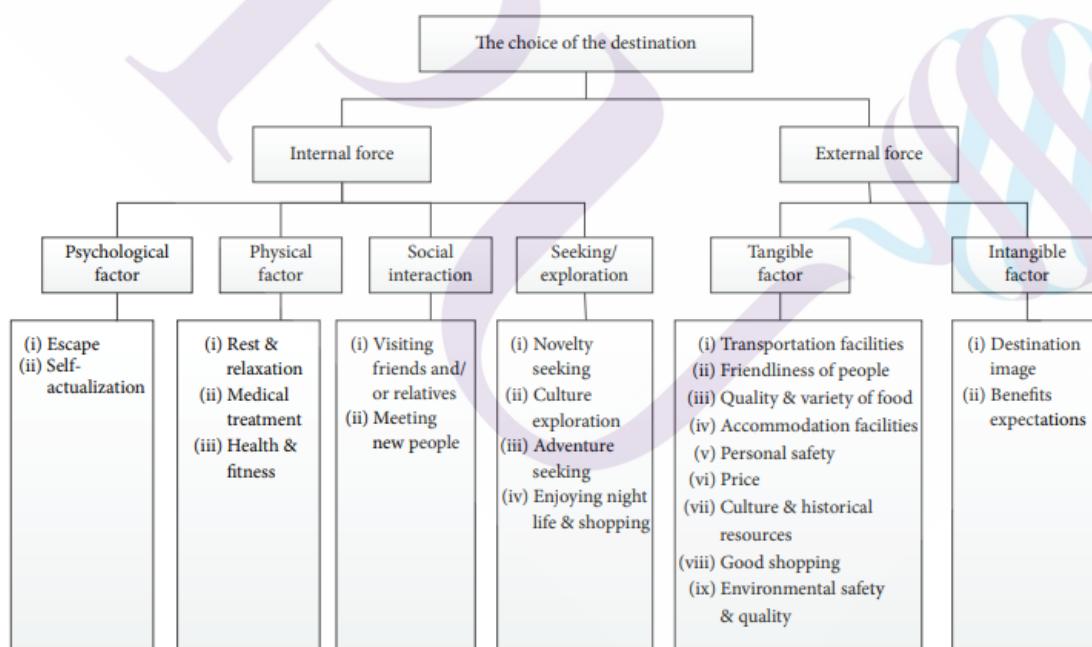 The choice of the destination
Internal force
External force
Psychological
factor
Physical
factor
Social
interaction
Seeking/
exploration
Tangible
factor
Intangible
factor
(i) Escape
(ii) Self-
actualization
(i) Rest &
relaxation
(ii) Medical
treatment
(iii) Health &
fitness
(i) Visiting
friends and/
or relatives
(ii) Meeting
new people
(i) Novelty
seeking
(ii) Culture
exploration
(iii) Adventure
seeking
(iv) Enjoying night
life & shopping
(i) Transportation facilities
(ii) Friendliness of people
(iii) Quality & variety of food
(iv) Accommodation facilities
(v) Personal safety
(vi) Price
(vii) Culture & historical
resources
(viii) Good shopping
(ix) Environmental safety
& quality
(i) Destination
image
(ii) Benefits
expectations